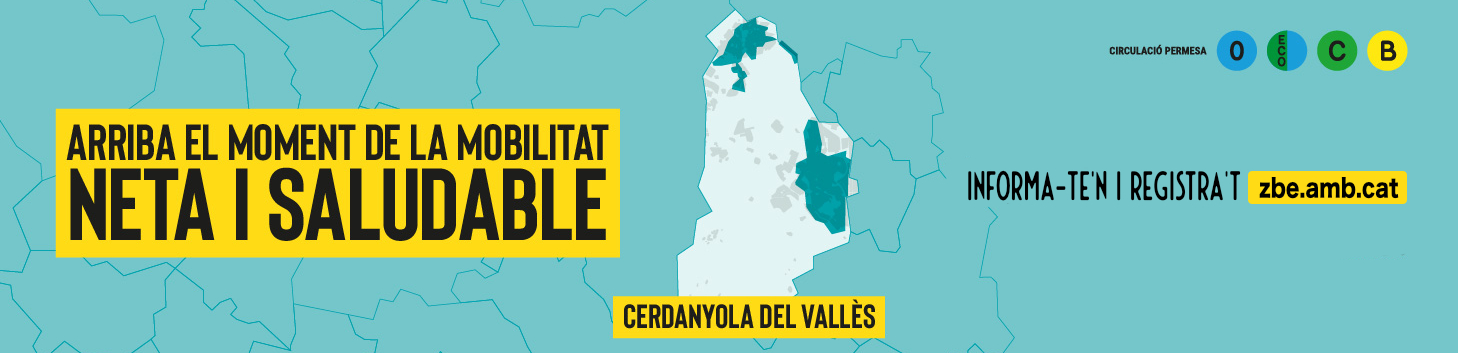 ARRIBA EL MOMENT DE LA MOBILITAT
NETA I SALUDABLE
CERDANYOLA DEL VALLÈS
CIRCULACIÓ PERMESA 0 ECO C B
INFORMA-TE'N I REGISTRA'T zbe.amb.cat